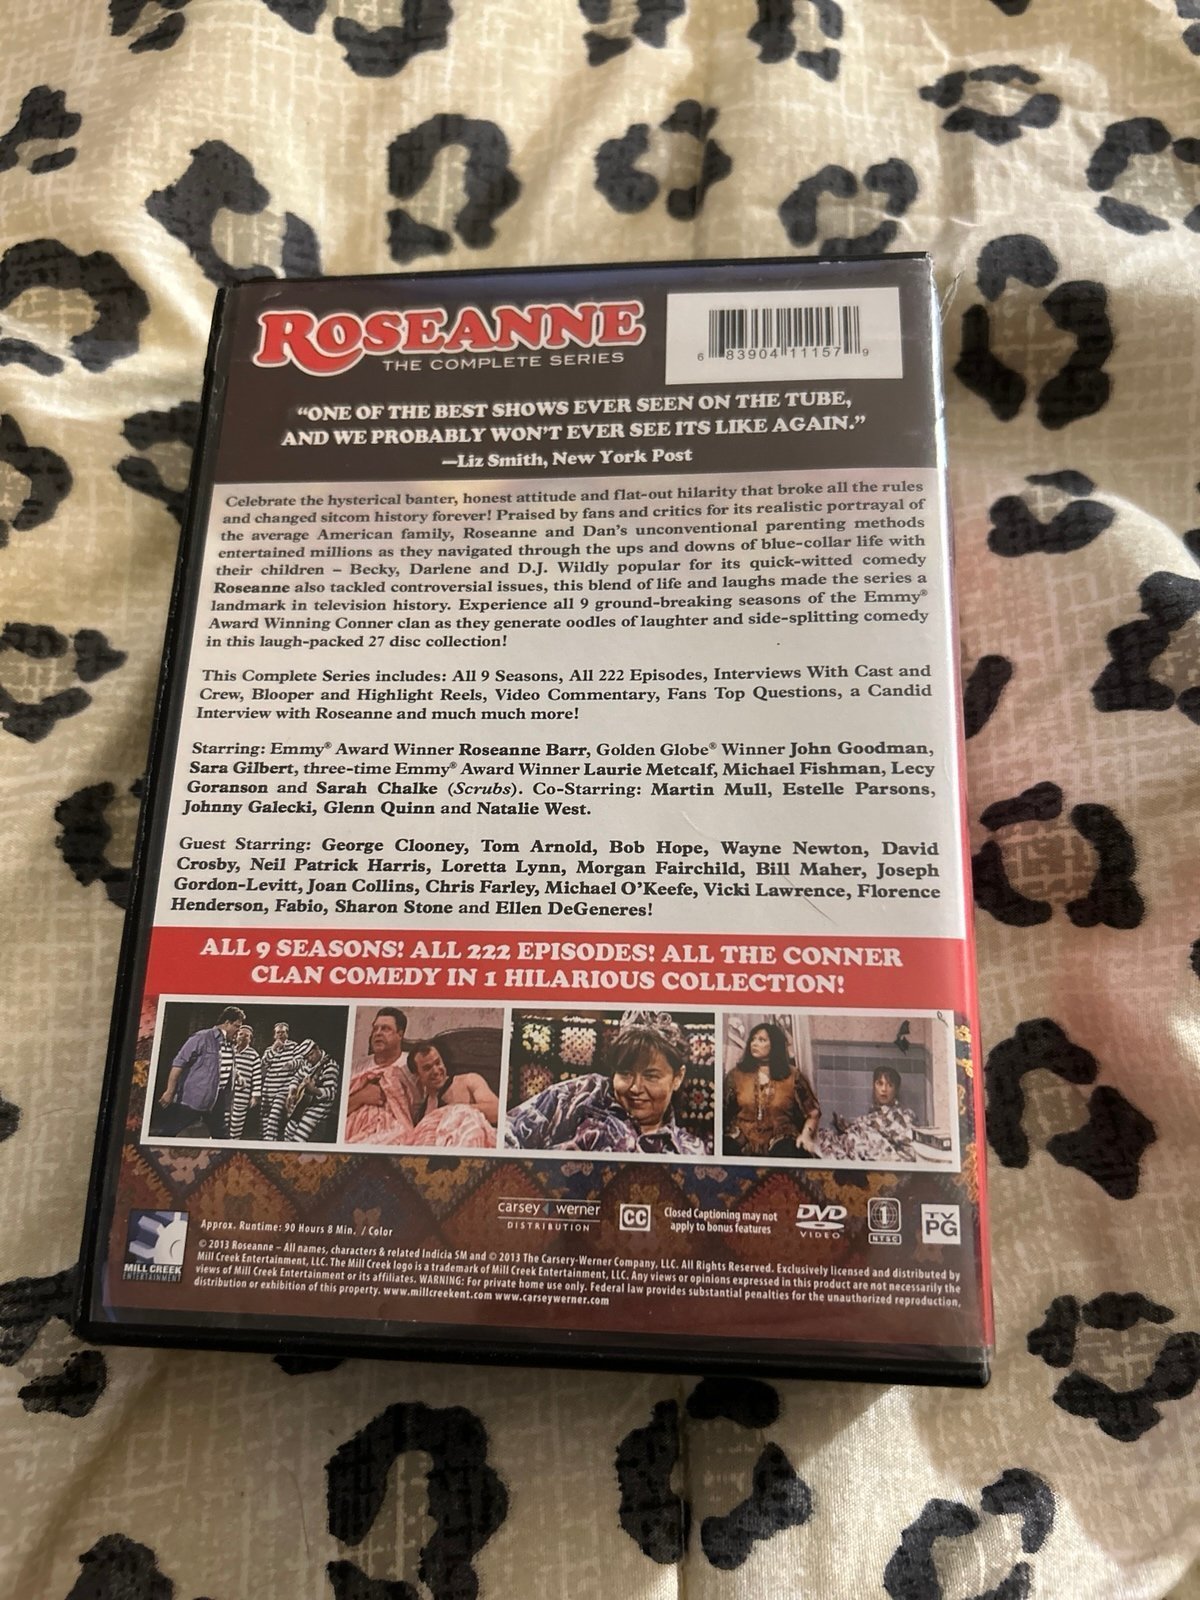 ROSEANNE
THE COMPLETE SERIES
6 83904 11157 9
“ONE OF THE BEST SHOWS EVER SEEN ON THE TUBE,
AND WE PROBABLY WON’T EVER SEE ITS LIKE AGAIN.”
—Liz Smith, New York Post
Celebrate the hysterical banter, honest attitude and flat-out hilarity that broke all the rules
and changed sitcom history forever! Praised by fans and critics for its realistic portrayal of
the average American family, Roseanne and Dan’s unconventional parenting methods
entertained millions as they navigated through the ups and downs of blue-collar life with
their children – Becky, Darlene and D.J. Wildly popular for its quick-witted comedy
Roseanne also tackled controversial issues, this blend of life and laughs made the series a
landmark in television history. Experience all 9 ground-breaking seasons of the Emmy®
Award Winning Conner clan as they generate oodles of laughter and side-splitting comedy
in this laugh-packed 27 disc collection!
This Complete Series includes: All 9 Seasons, All 222 Episodes, Interviews With Cast and
Crew, Blooper and Highlight Reels, Video Commentary, Fans Top Questions, a Candid
Interview with Roseanne and much much more!
Starring: Emmy® Award Winner Roseanne Barr, Golden Globe® Winner John Goodman,
Sara Gilbert, three-time Emmy® Award Winner Laurie Metcalf, Michael Fishman, Lecy
Goranson and Sarah Chalke (Scrubs). Co-Starring: Martin Mull, Estelle Parsons,
Johnny Galecki, Glenn Quinn and Natalie West.
Guest Starring: George Clooney, Tom Arnold, Bob Hope, Wayne Newton, David
Crosby, Neil Patrick Harris, Loretta Lynn, Morgan Fairchild, Bill Maher, Joseph
Gordon-Levitt, Joan Collins, Chris Farley, Michael O’Keefe, Vicki Lawrence, Florence
Henderson, Fabio, Sharon Stone and Ellen DeGeneres!
ALL 9 SEASONS! ALL 222 EPISODES! ALL THE CONNER
CLAN COMEDY IN 1 HILARIOUS COLLECTION!
MILL CREEK
ENTERTAINMENT
Approx. Runtime: 90 Hours 8 Min. / Color
carsey werner
DISTRIBUTION
CC
Closed Captioning may not
apply to bonus features
DVD
VIDEO
1
NTSC
TV
PG
© 2013 Roseanne – All names, characters & related Indicia SM and © 2013 The Carsery-Werner Company, LLC. All Rights Reserved. Exclusively licensed and distributed by
Mill Creek Entertainment, LLC. The Mill Creek logo is a trademark of Mill Creek Entertainment, LLC. Any views or opinions expressed in this product are not necessarily the
views of Mill Creek Entertainment or its affiliates. WARNING: For private home use only. Federal law provides substantial penalties for the unauthorized reproduction,
distribution or exhibition of this property. www.millcreekent.com www.carseywerner.com